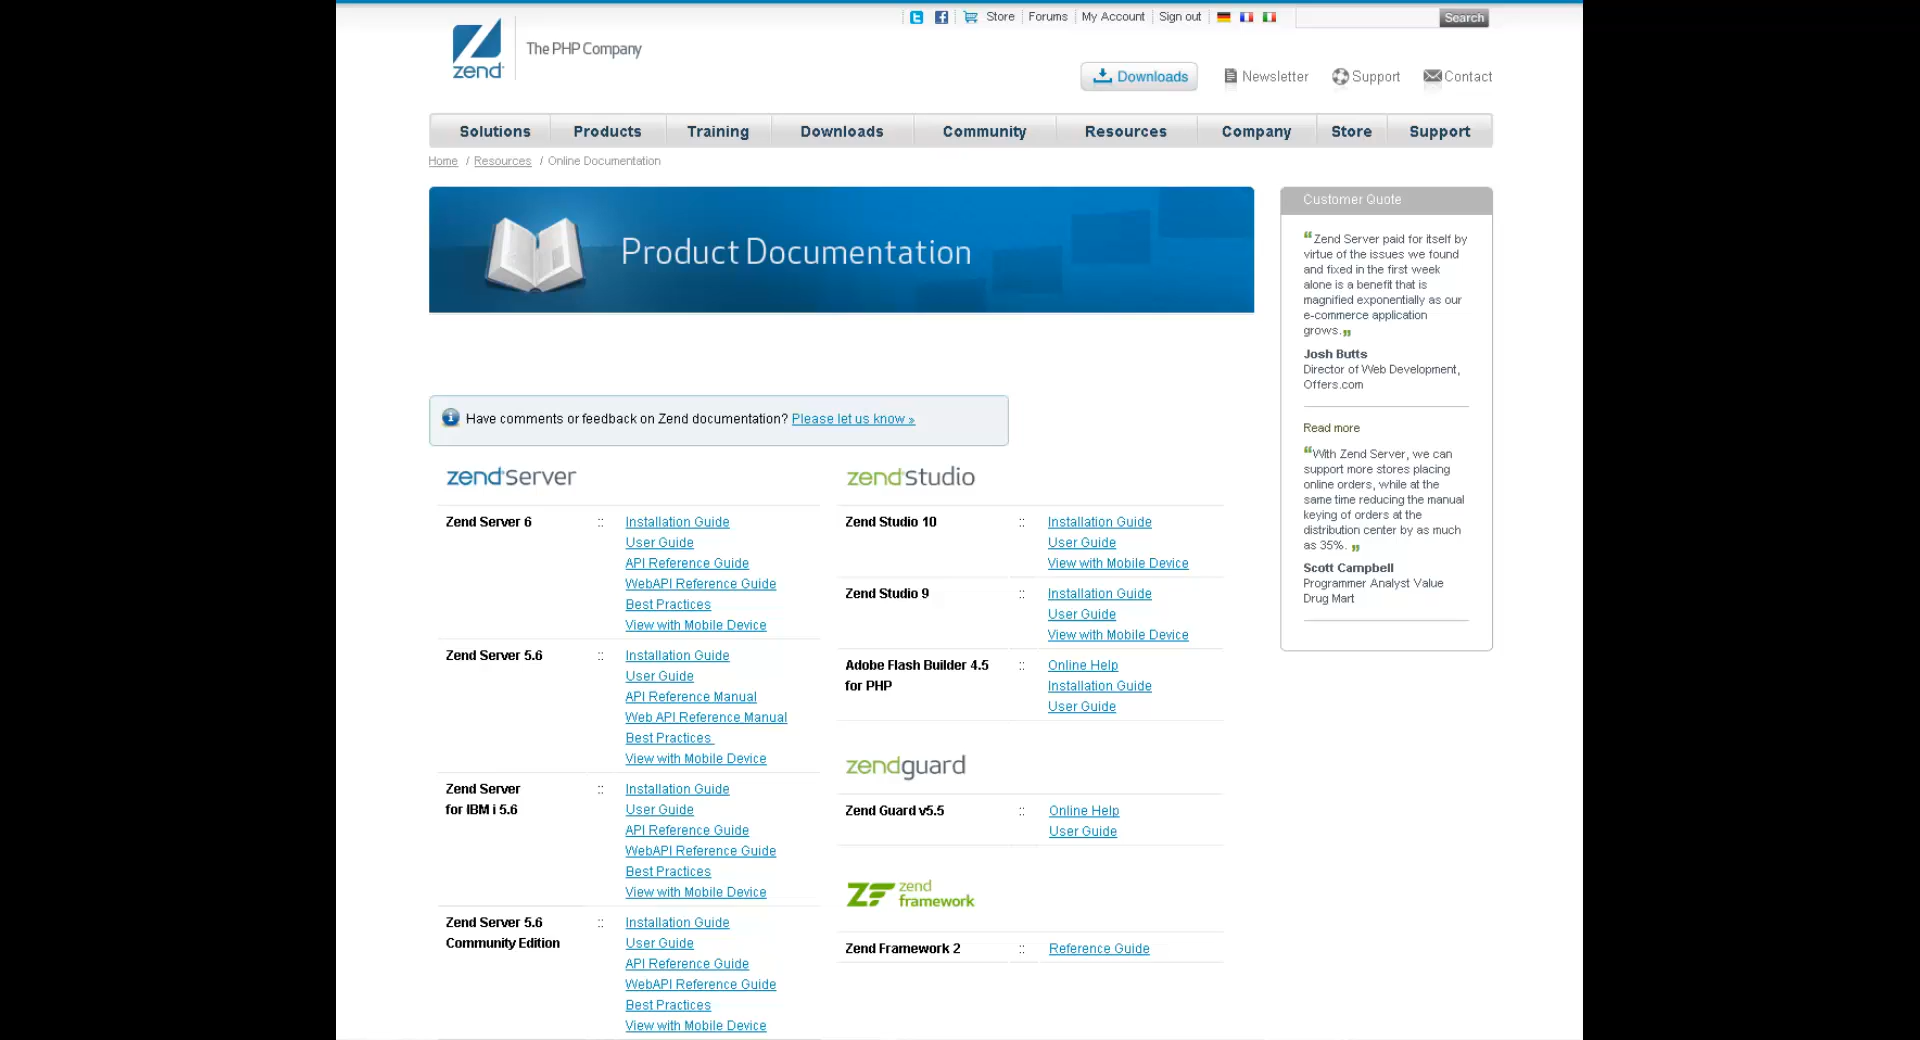 Store Forums My Account Sign out Search
zend The PHP Company
Downloads Newsletter Support Contact
Solutions Products Training Downloads Community Resources Company Store Support
Home / Resources / Online Documentation
Product Documentation
Have comments or feedback on Zend documentation? Please let us know »
zend Server
Zend Server 6 :: Installation Guide
User Guide
API Reference Guide
WebAPI Reference Guide
Best Practices
View with Mobile Device
Zend Server 5.6 :: Installation Guide
User Guide
API Reference Manual
Web API Reference Manual
Best Practices
View with Mobile Device
Zend Server :: Installation Guide
for IBM i 5.6 User Guide
API Reference Guide
WebAPI Reference Guide
Best Practices
View with Mobile Device
Zend Server 5.6 :: Installation Guide
Community Edition User Guide
API Reference Guide
WebAPI Reference Guide
Best Practices
View with Mobile Device
zend Studio
Zend Studio 10 :: Installation Guide
User Guide
View with Mobile Device
Zend Studio 9 :: Installation Guide
User Guide
View with Mobile Device
Adobe Flash Builder 4.5 :: Online Help
for PHP Installation Guide
User Guide
zendguard
Zend Guard v5.5 :: Online Help
User Guide
ZF zend
framework
Zend Framework 2 :: Reference Guide
Customer Quote
“Zend Server paid for itself by
virtue of the issues we found
and fixed in the first week
alone is a benefit that is
magnified exponentially as our
e-commerce application
grows.”
Josh Butts
Director of Web Development,
Offers.com
Read more
“With Zend Server, we can
support more stores placing
online orders, while at the
same time reducing the manual
keying of orders at the
distribution center by as much
as 35%. ”
Scott Campbell
Programmer Analyst Value
Drug Mart